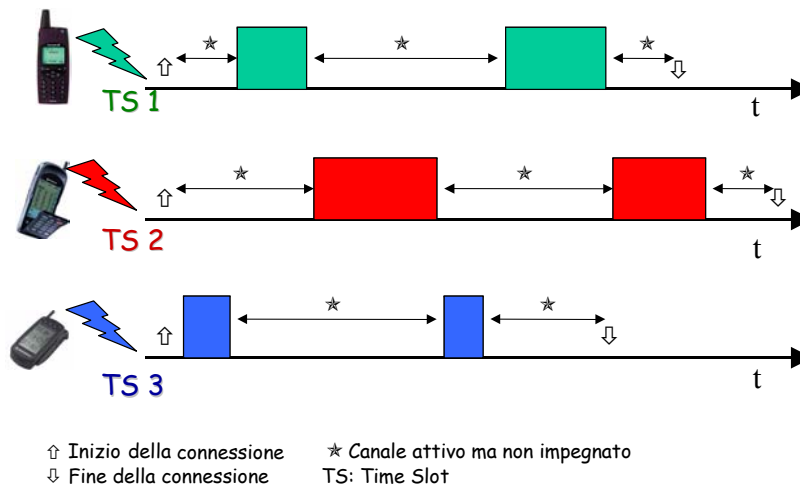 ✯ ✯ ✯
⇧ ⇩
TS 1
t
✯ ✯ ✯
⇧ ⇩
TS 2
t
✯ ✯
⇧ ⇩
TS 3
t
⇧ Inizio della connessione ✯ Canale attivo ma non impegnato
⇩ Fine della connessione TS: Time Slot